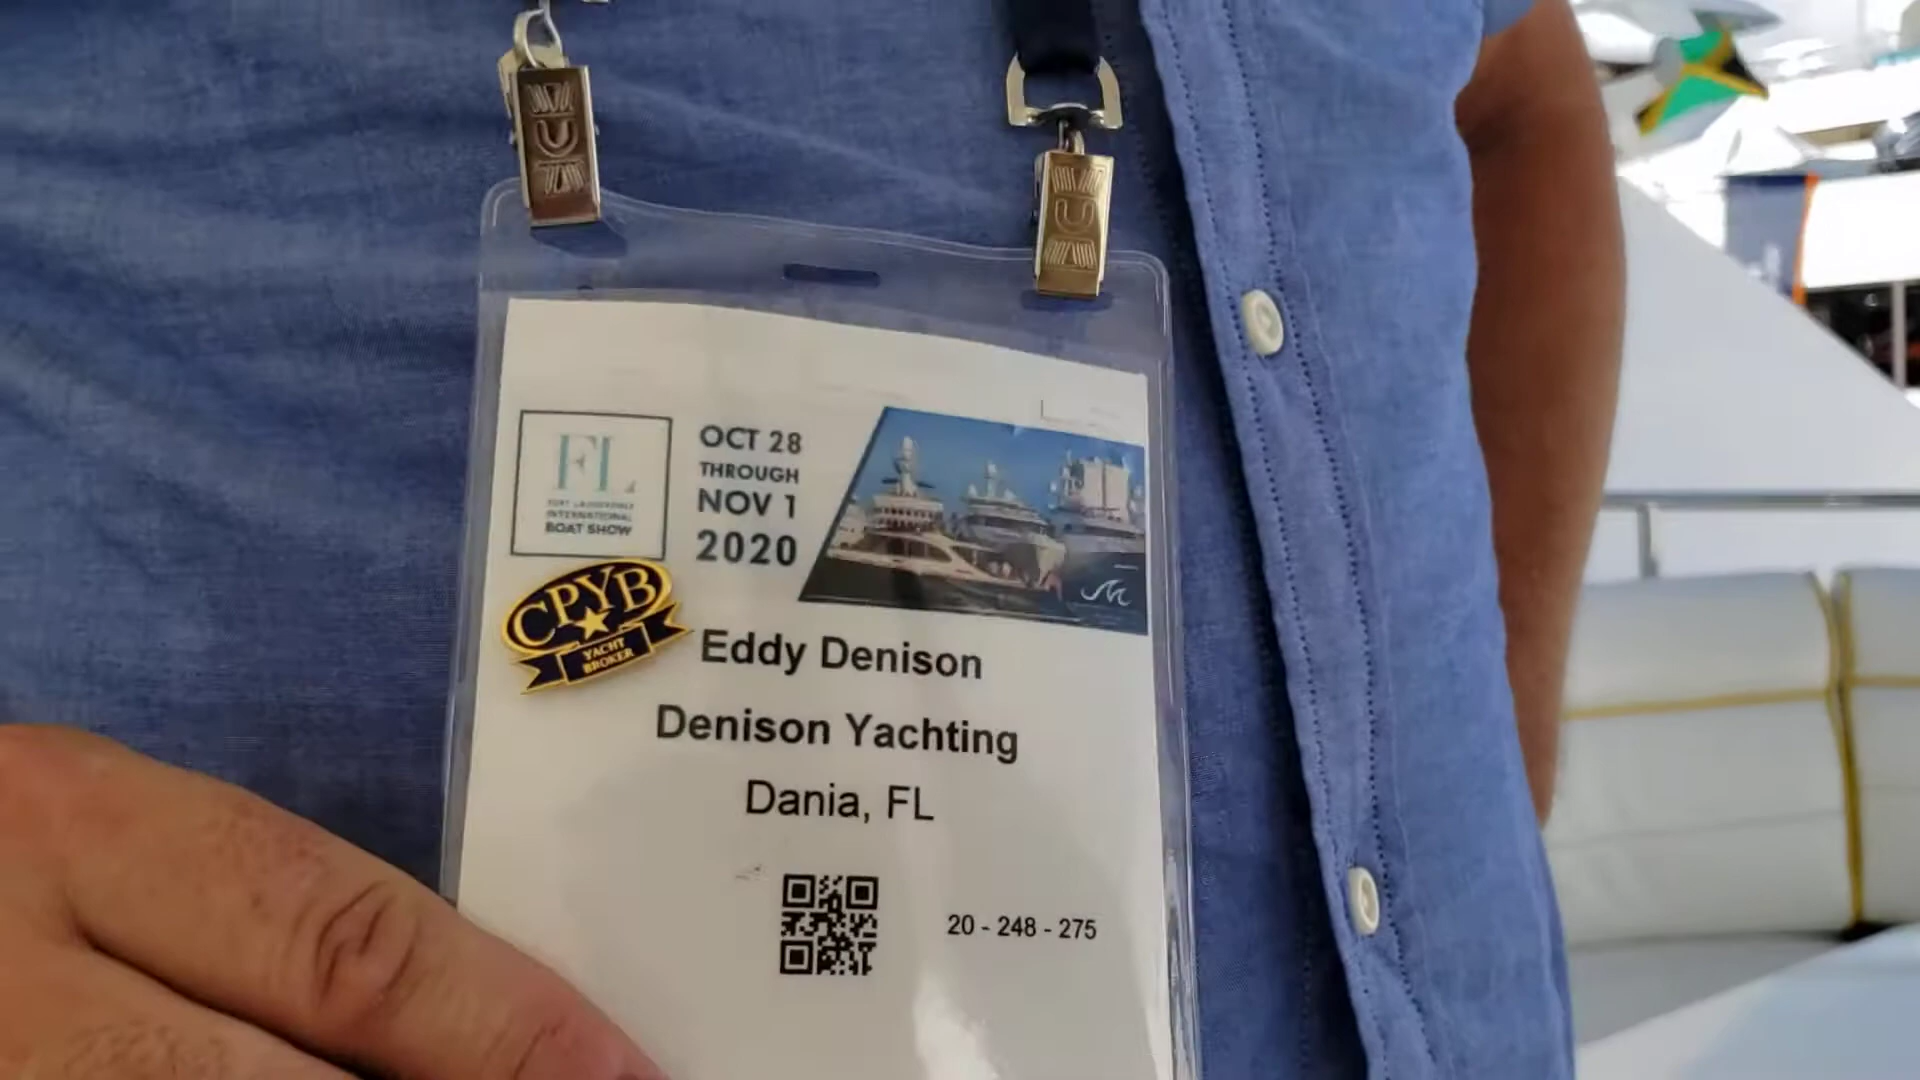 FL
FORT LAUDERDALE
INTERNATIONAL
BOAT SHOW
OCT 28
THROUGH
NOV 1
2020
CPYB
YACHT
BROKER
Eddy Denison
Denison Yachting
Dania, FL
20 - 248 - 275